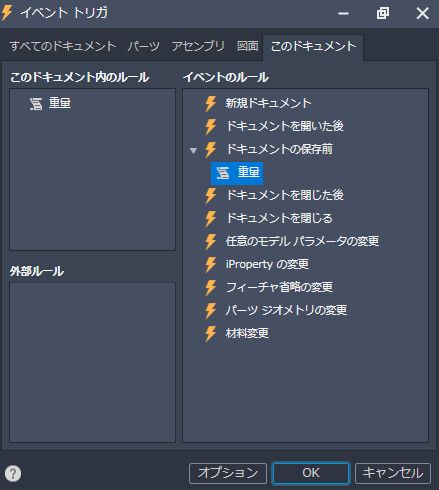 イベント トリガ
すべてのドキュメント パーツ アセンブリ 図面 このドキュメント
このドキュメント内のルール
重量
外部ルール
イベントのルール
新規ドキュメント
ドキュメントを開いた後
ドキュメントの保存前
重量
ドキュメントを閉じた後
ドキュメントを閉じる
任意のモデル パラメータの変更
iProperty の変更
フィーチャ省略の変更
パーツ ジオメトリの変更
材料変更
?
オプション OK キャンセル